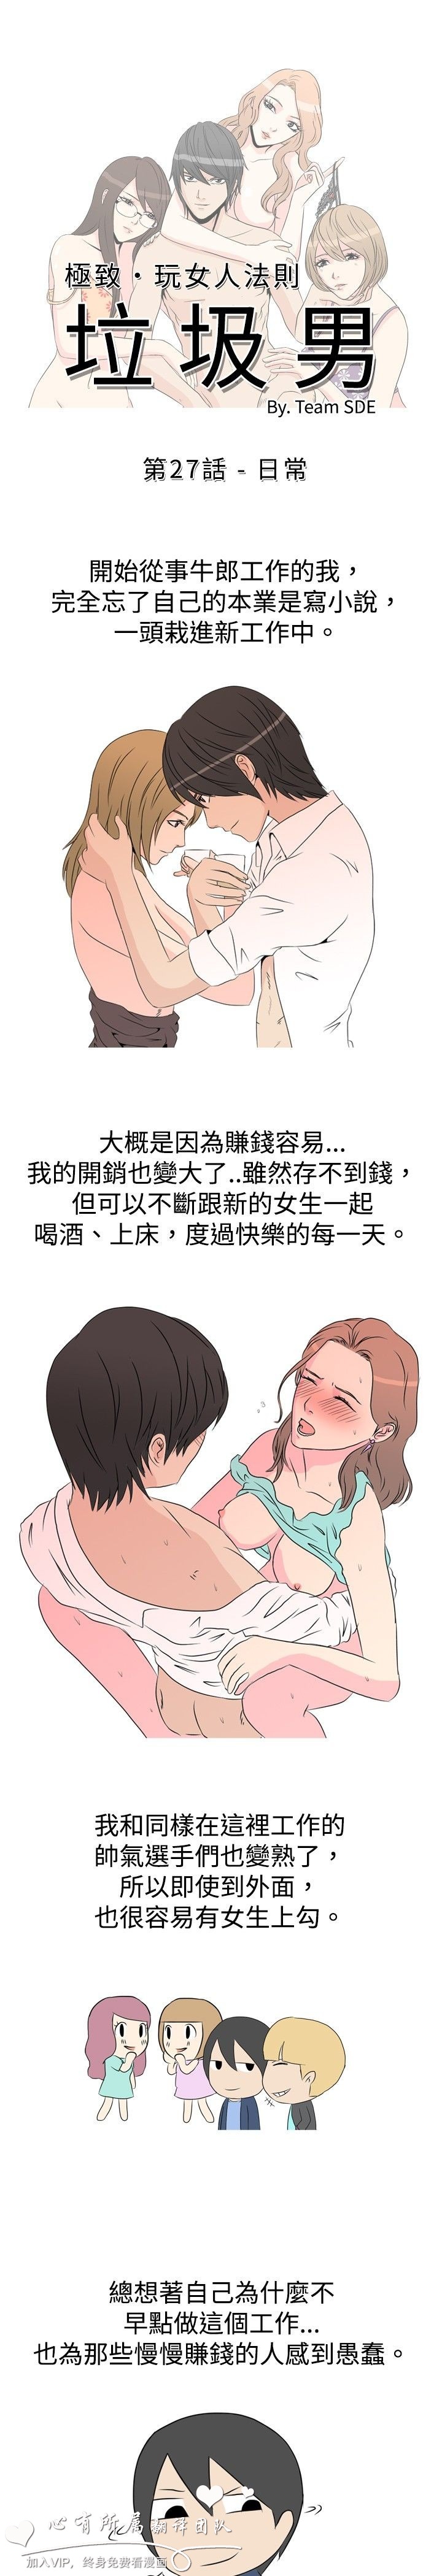 極致・玩女人法則
垃圾男
By. Team SDE
第27話 - 日常
開始從事牛郎工作的我，
完全忘了自己的本業是寫小說，
一頭栽進新工作中。
大概是因為賺錢容易...
我的開銷也變大了..雖然存不到錢，
但可以不斷跟新的女生一起
喝酒、上床，度過快樂的每一天。
我和同樣在這裡工作的
帥氣選手們也變熟了，
所以即使到外面，
也很容易有女生上勾。
總想著自己為什麼不
早點做這個工作...
也為那些慢慢賺錢的人感到愚蠢。
心有所属翻译团队
加入VIP，终身免费看漫画